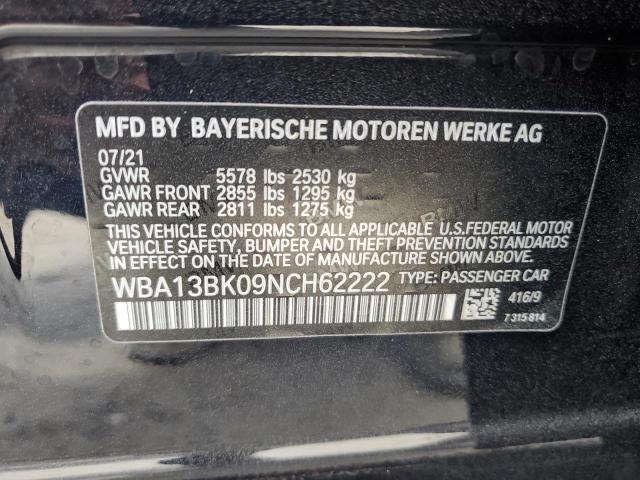 MFD BY BAYERISCHE MOTOREN WERKE AG
07/21
GVWR 5578 lbs 2530 kg
GAWR FRONT 2855 lbs 1295 kg
GAWR REAR 2811 lbs 1275 kg
THIS VEHICLE CONFORMS TO ALL APPLICABLE U.S.FEDERAL MOTOR
VEHICLE SAFETY, BUMPER AND THEFT PREVENTION STANDARDS
IN EFFECT ON THE DATE OF MANUFACTURE SHOWN ABOVE.
WBA13BK09NCH62222 TYPE: PASSENGER CAR
416/9
7 315 814